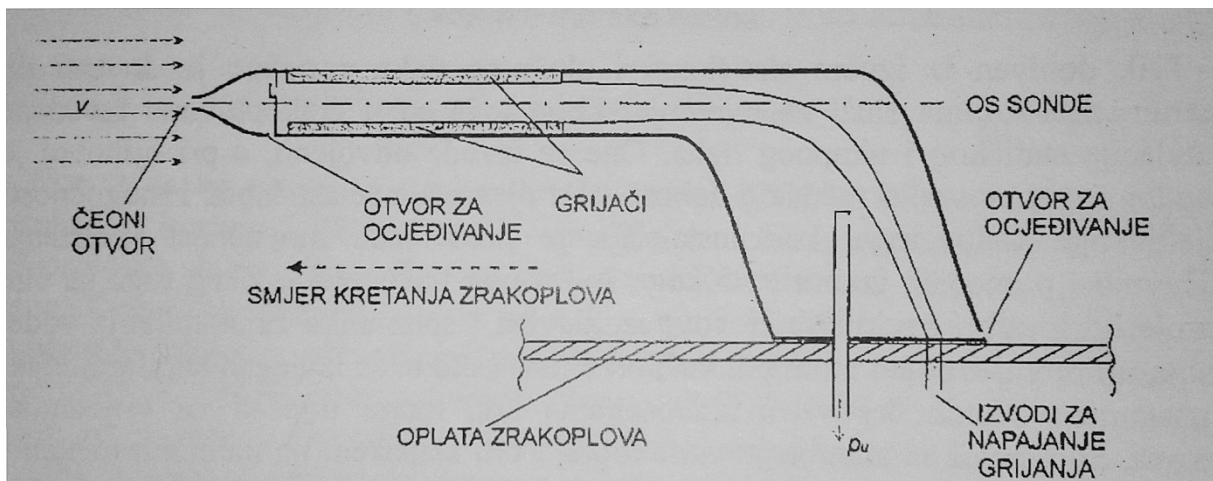 v
OS SONDE
ČEONI
OTVOR
OTVOR ZA
OCJEĐIVANJE
GRIJAČI
OTVOR ZA
OCJEĐIVANJE
SMJER KRETANJA ZRAKOPLOVA
OPLATA ZRAKOPLOVA
pᵤ
IZVODI ZA
NAPAJANJE
GRIJANJA